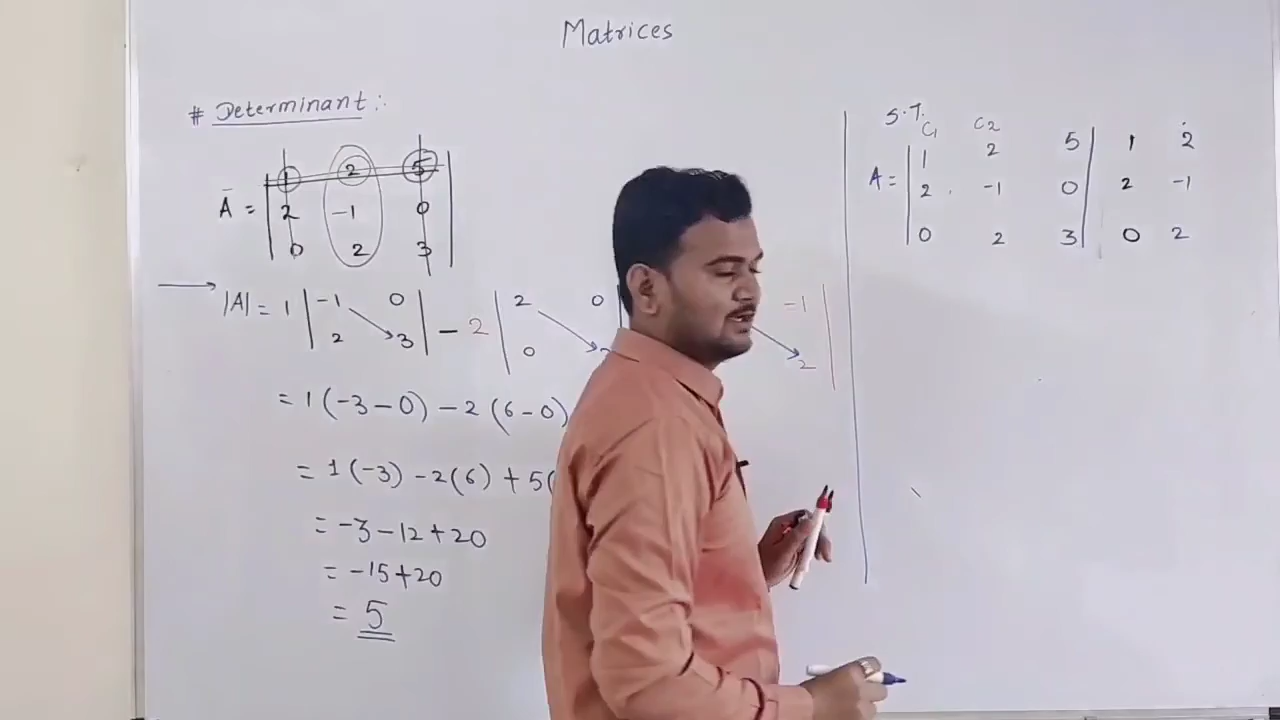 Matrices
# Determinant :-
A = | 1 2 5 |
| 2 -1 0 |
| 0 2 3 |
|A| = 1 | -1 0 | - 2 | 2 0 | -1 |
| 2 3 | | 0 2 |
= 1(-3-0) - 2(6-0)
= 1(-3) - 2(6) + 5(
= -3 - 12 + 20
= -15 + 20
= 5
S.T.
C1 C2
A = | 1 2 5 | 1 2
| 2 -1 0 | 2 -1
| 0 2 3 | 0 2